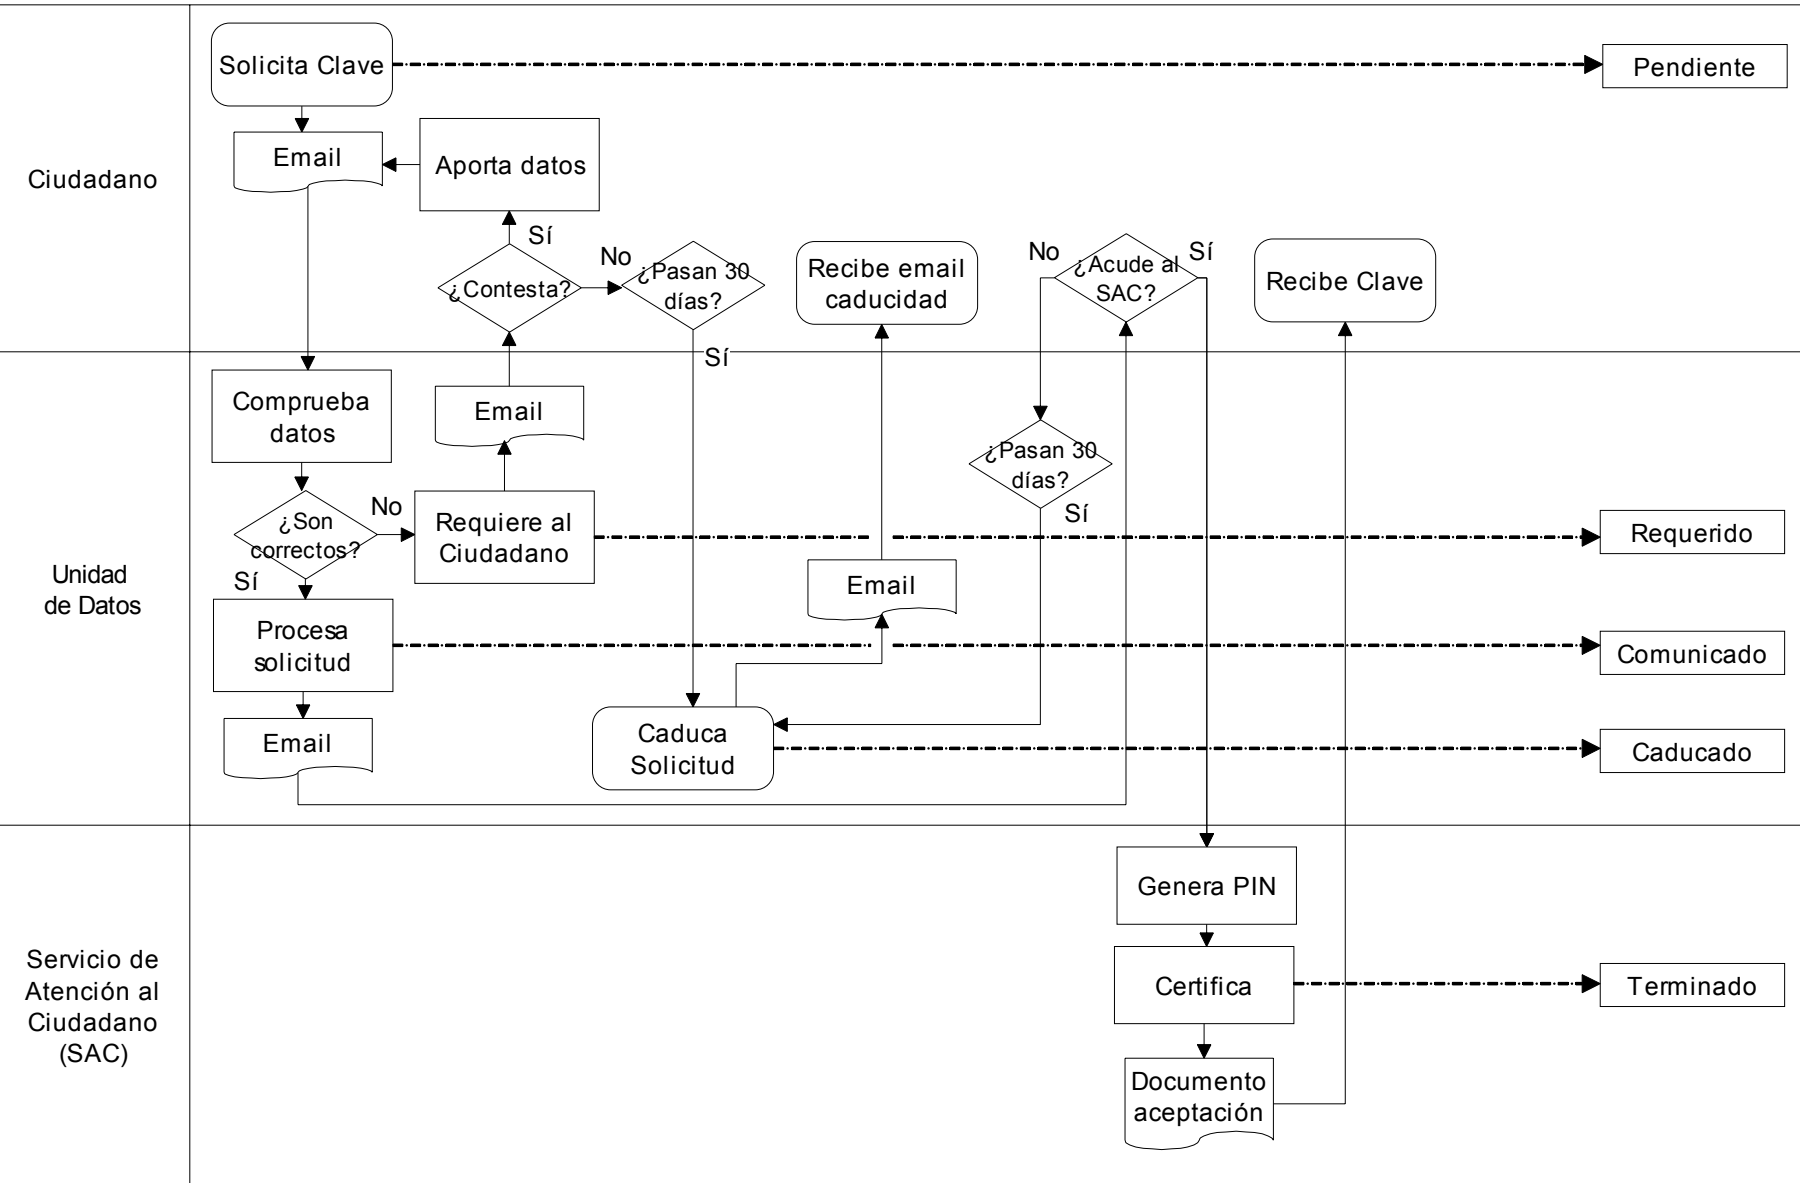 Ciudadano
Solicita Clave
Pendiente
Email
Aporta datos
Sí
¿Contesta?
No
¿Pasan 30
días?
Sí
Recibe email
caducidad
No
¿Acude al
SAC?
Sí
Recibe Clave
Unidad
de Datos
Comprueba
datos
Email
¿Son
correctos?
No
Sí
Requiere al
Ciudadano
Requerido
¿Pasan 30
días?
Sí
Email
Procesa
solicitud
Comunicado
Email
Caduca
Solicitud
Caducado
Servicio de
Atención al
Ciudadano
(SAC)
Genera PIN
Certifica
Terminado
Documento
aceptación